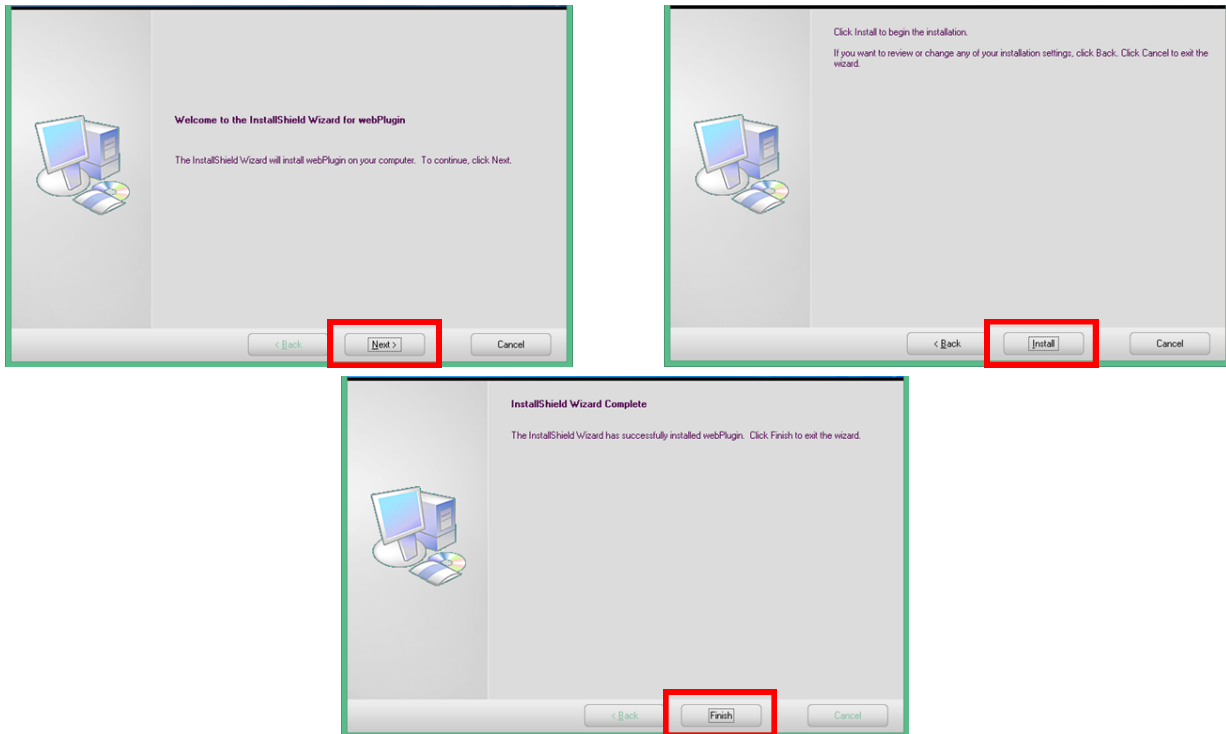 Welcome to the InstallShield Wizard for webPlugin
The InstallShield Wizard will install webPlugin on your computer. To continue, click Next.
< Back
Next >
Cancel
Click Install to begin the installation.
If you want to review or change any of your installation settings, click Back. Click Cancel to exit the
wizard.
< Back
Install
Cancel
InstallShield Wizard Complete
The InstallShield Wizard has successfully installed webPlugin. Click Finish to exit the wizard.
< Back
Finish
Cancel